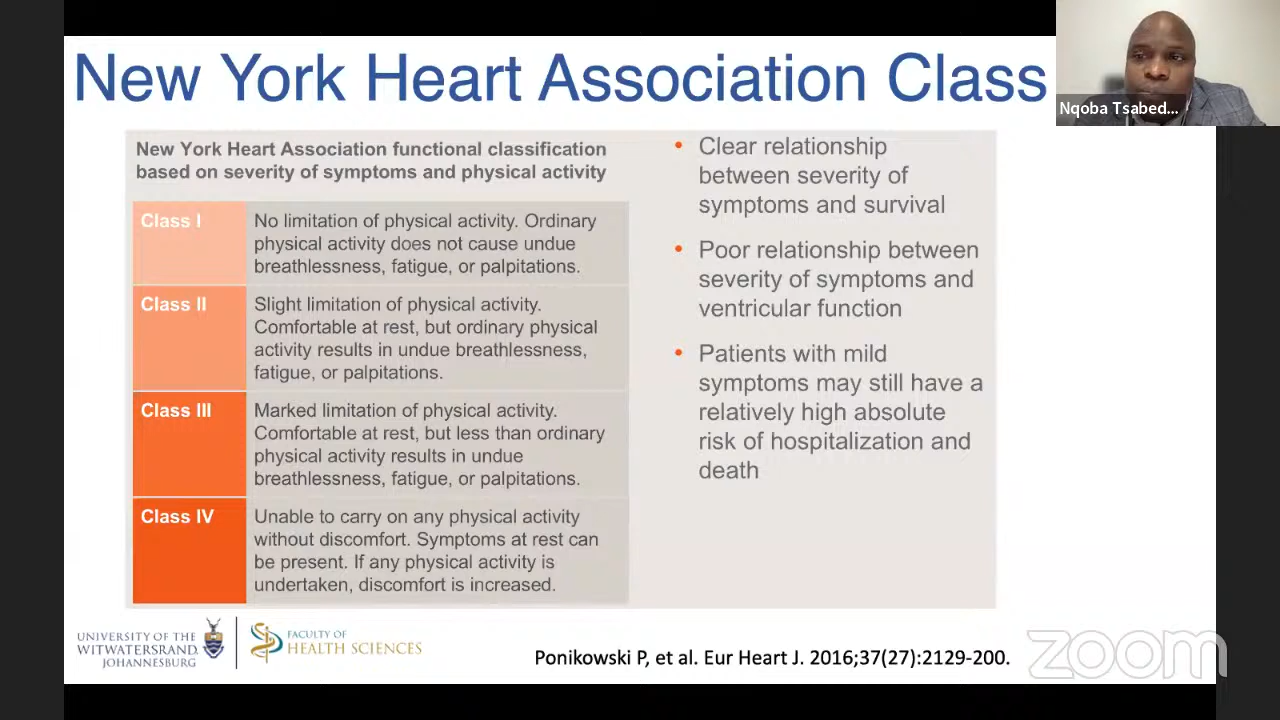 New York Heart Association Class
Nqoba Tsabed...
New York Heart Association functional classification
based on severity of symptoms and physical activity
Class I
No limitation of physical activity. Ordinary
physical activity does not cause undue
breathlessness, fatigue, or palpitations.
Class II
Slight limitation of physical activity.
Comfortable at rest, but ordinary physical
activity results in undue breathlessness,
fatigue, or palpitations.
Class III
Marked limitation of physical activity.
Comfortable at rest, but less than ordinary
physical activity results in undue
breathlessness, fatigue, or palpitations.
Class IV
Unable to carry on any physical activity
without discomfort. Symptoms at rest can
be present. If any physical activity is
undertaken, discomfort is increased.
• Clear relationship
between severity of
symptoms and survival
• Poor relationship between
severity of symptoms and
ventricular function
• Patients with mild
symptoms may still have a
relatively high absolute
risk of hospitalization and
death
UNIVERSITY OF THE
WITWATERSRAND,
JOHANNESBURG
FACULTY OF
HEALTH SCIENCES
Ponikowski P, et al. Eur Heart J. 2016;37(27):2129-200.
zoom